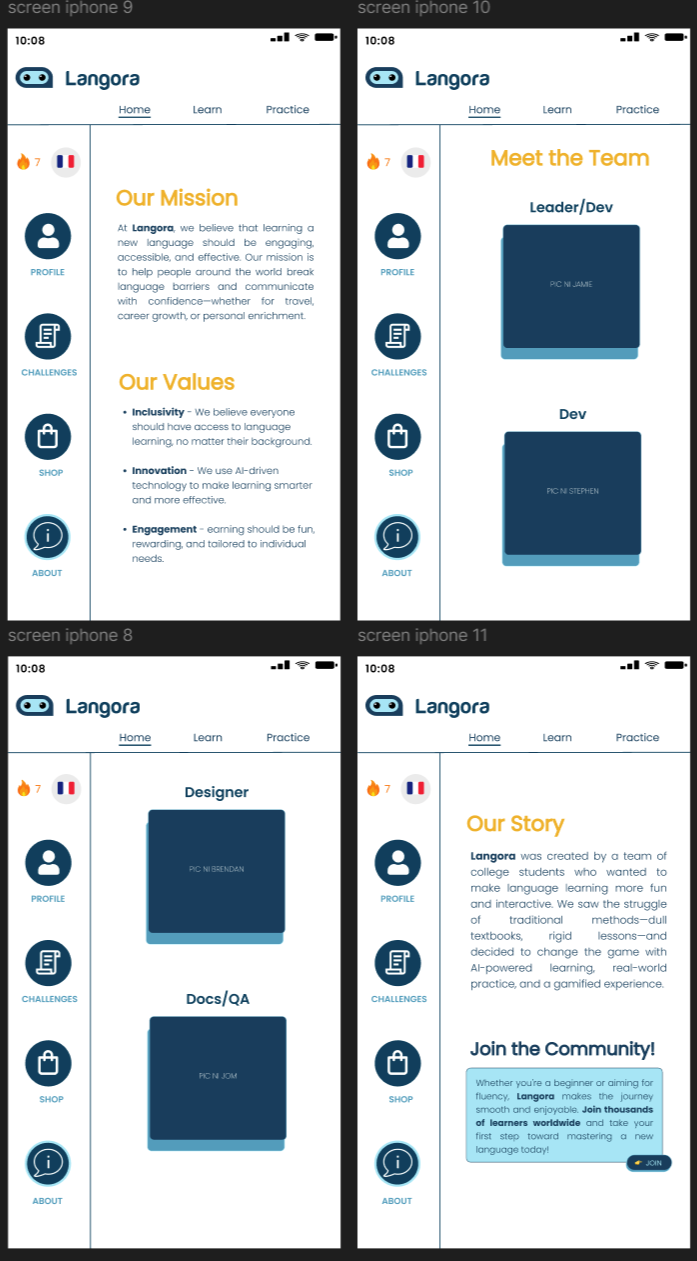 screen iphone 9
10:08
Langora
Home Learn Practice
7
PROFILE
CHALLENGES
SHOP
i
ABOUT
Our Mission
At Langora, we believe that learning a
new language should be engaging,
accessible, and effective. Our mission is
to help people around the world break
language barriers and communicate
with confidence—whether for travel,
career growth, or personal enrichment.
Our Values
• Inclusivity - We believe everyone
should have access to language
learning, no matter their background.
• Innovation - We use AI-driven
technology to make learning smarter
and more effective.
• Engagement - earning should be fun,
rewarding, and tailored to individual
needs.
screen iphone 10
10:08
Langora
Home Learn Practice
7
PROFILE
CHALLENGES
SHOP
i
ABOUT
Meet the Team
Leader/Dev
PIC NI JAMIE
Dev
PIC NI STEPHEN
screen iphone 8
10:08
Langora
Home Learn Practice
7
PROFILE
CHALLENGES
SHOP
i
ABOUT
Designer
PIC NI BRENDAN
Docs/QA
PIC NI JOM
screen iphone 11
10:08
Langora
Home Learn Practice
7
PROFILE
CHALLENGES
SHOP
i
ABOUT
Our Story
Langora was created by a team of
college students who wanted to
make language learning more fun
and interactive. We saw the struggle
of traditional methods—dull
textbooks, rigid lessons—and
decided to change the game with
AI-powered learning, real-world
practice, and a gamified experience.
Join the Community!
Whether you're a beginner or aiming for
fluency, Langora makes the journey
smooth and enjoyable. Join thousands
of learners worldwide and take your
first step toward mastering a new
language today!
JOIN